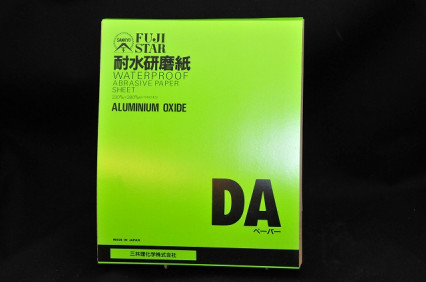 SANKYO
FUJI
STAR
耐水研磨紙
WATERPROOF
ABRASIVE PAPER
SHEET
ALUMINIUM OXIDE
DA
ペーパー
MADE IN JAPAN
三共理化学株式会社